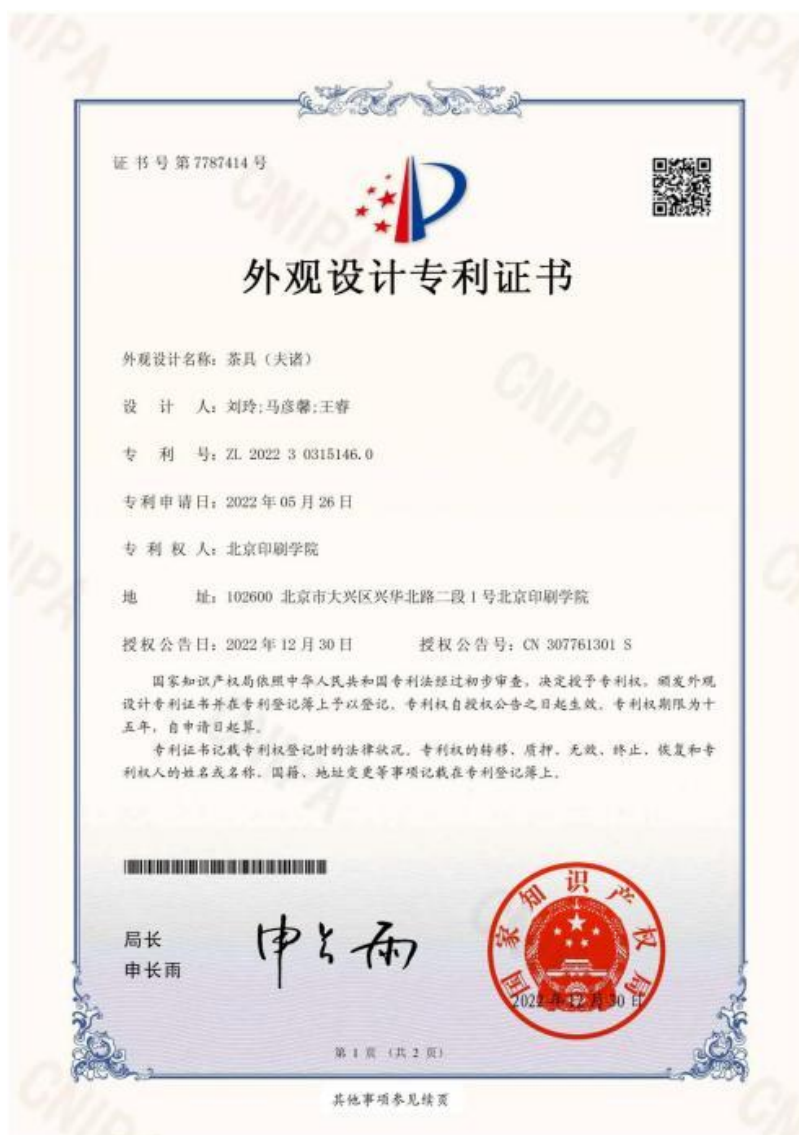 证书号第7787414号
外观设计专利证书
外观设计名称：茶具（夫诸）
设 计 人：刘玲;马彦馨;王睿
专 利 号：ZL 2022 3 0315146.0
专利申请日：2022年05月26日
专 利 权 人：北京印刷学院
地 址：102600 北京市大兴区兴华北路二段1号北京印刷学院
授权公告日：2022年12月30日 授权公告号：CN 307761301 S
国家知识产权局依照中华人民共和国专利法经过初步审查，决定授予专利权，颁发外观
设计专利证书并在专利登记簿上予以登记。专利权自授权公告之日起生效。专利权期限为十
五年，自申请日起算。
专利证书记载专利权登记时的法律状况。专利权的转移、质押、无效、终止、恢复和专
利权人的姓名或名称、国籍、地址变更等事项记载在专利登记簿上。
局长
申长雨
申长雨
国家知识产权局
2022年12月30日
第 1 页 （共 2 页）
其他事项参见续页
CNIPA
CNIPA
CNIPA
CNIPA